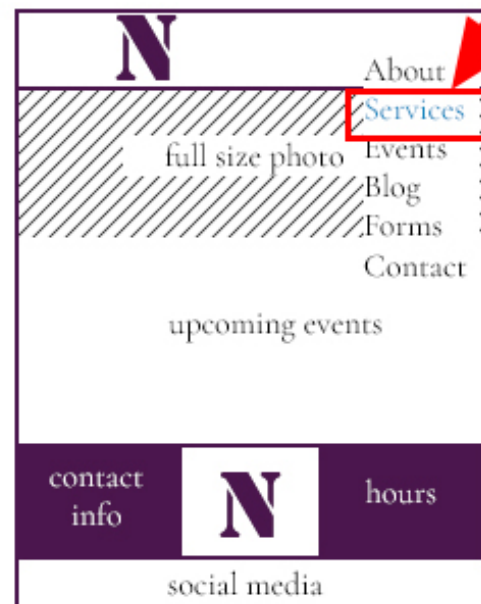 N
About
Services
Events
full size photo
Blog
Forms
Contact
upcoming events
contact
info
N
hours
social media